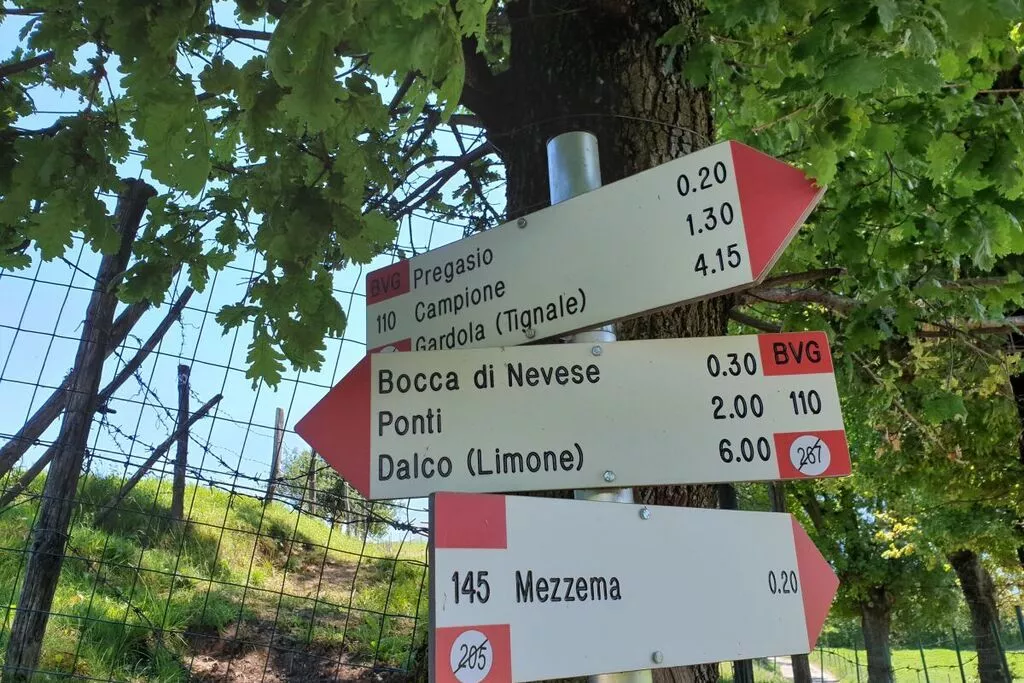 BVG Pregasio 0.20
110 Campione 1.30
Gardola (Tignale) 4.15
Bocca di Nevese 0.30 BVG
Ponti 2.00 110
Dalco (Limone) 6.00 267
145 Mezzema 0.20
205